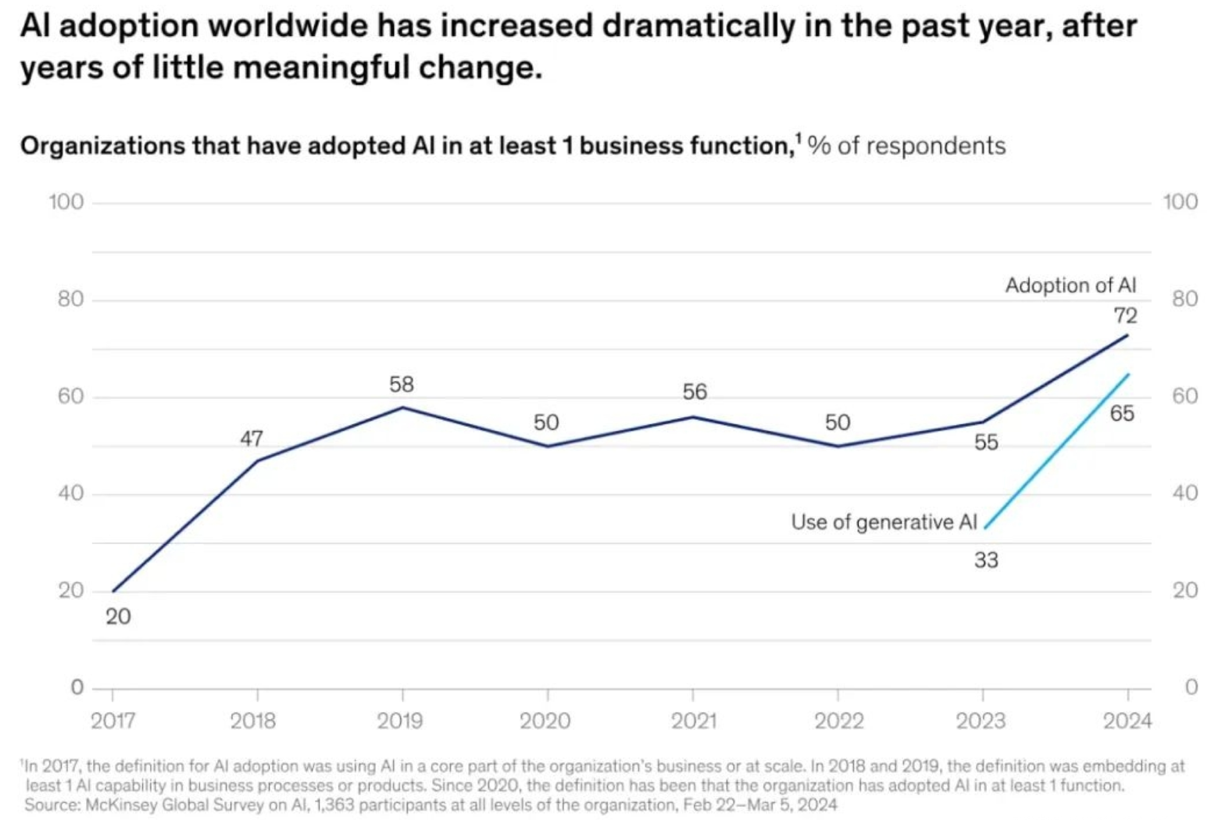 AI adoption worldwide has increased dramatically in the past year, after
years of little meaningful change.
Organizations that have adopted AI in at least 1 business function,¹ % of respondents
100 100
Adoption of AI
80 80
72
60 58 56 60
50 50 65
47 55
40 40
Use of generative AI
33
20 20
20
0 0
2017 2018 2019 2020 2021 2022 2023 2024
¹In 2017, the definition for AI adoption was using AI in a core part of the organization's business or at scale. In 2018 and 2019, the definition was embedding at
least 1 AI capability in business processes or products. Since 2020, the definition has been that the organization has adopted AI in at least 1 function.
Source: McKinsey Global Survey on AI, 1,363 participants at all levels of the organization, Feb 22–Mar 5, 2024